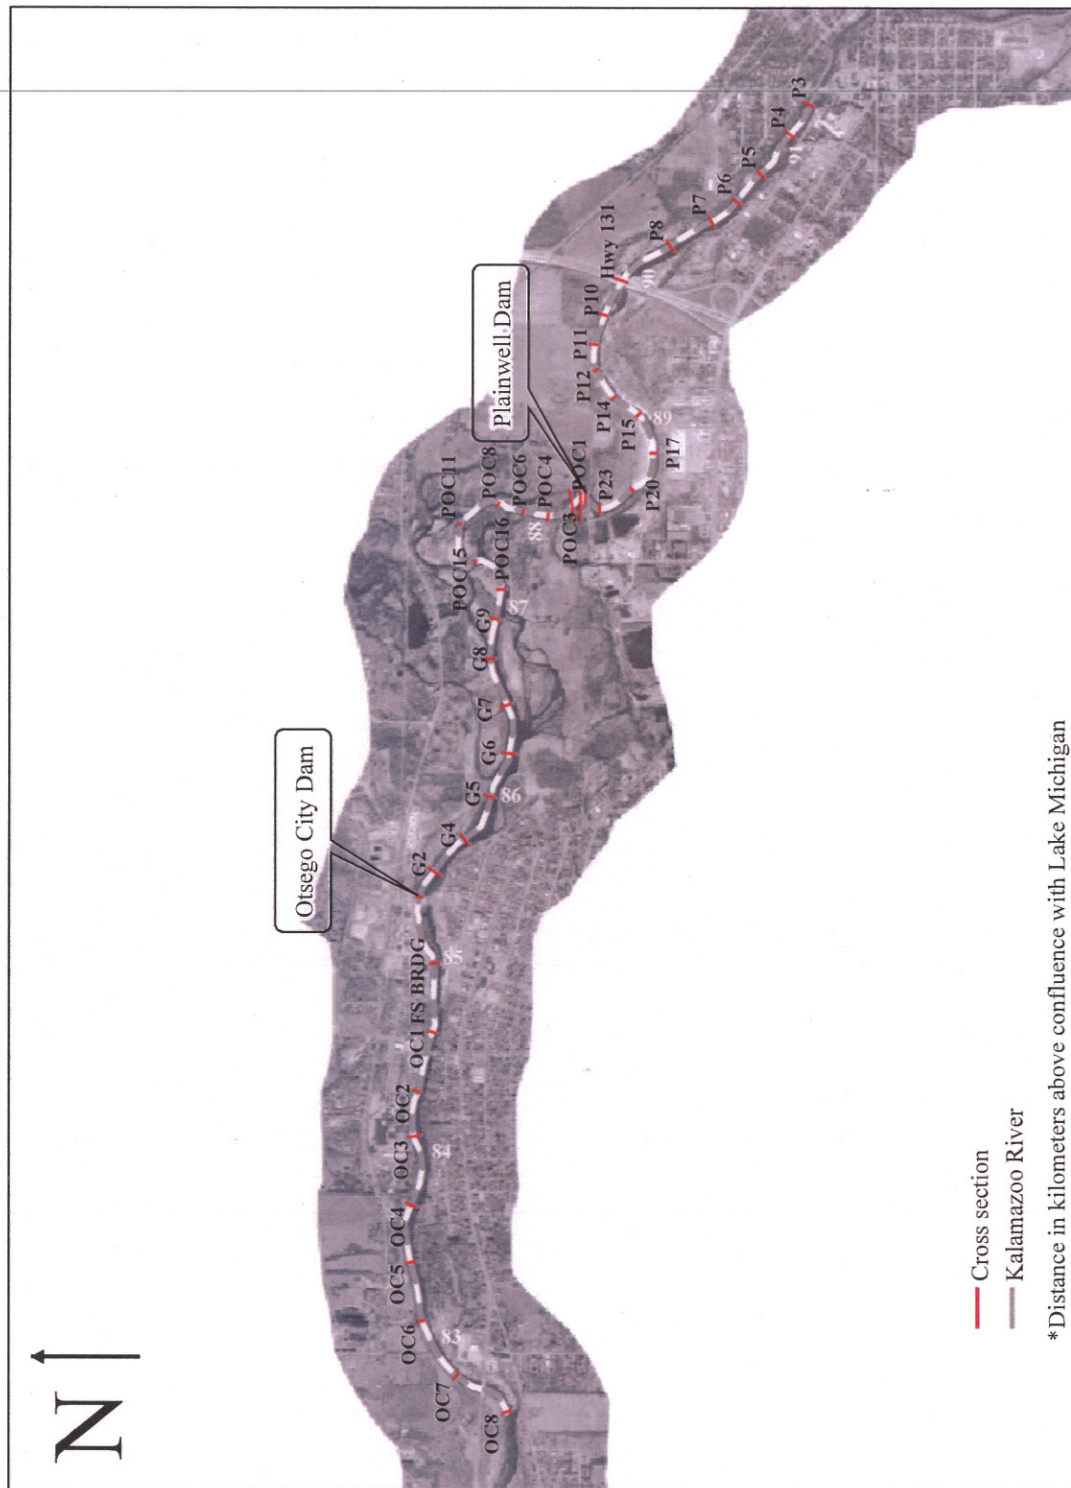 N
Otsego City Dam
Plainwell Dam
OC8
OC7
83
OC6
OC5
OC4
OC3
84
OC2
OC1
FS
BRDG
85
G2
G4
G5
86
G6
G7
G8
G9
87
POC16
POC15
POC11
POC8
POC6
POC4
88
POC3
POC1
P23
P20
P17
P15
89
P14
P12
P11
P10
Hwy 131
90
P8
P7
P6
P5
P4
91
P3
Cross section
Kalamazoo River
*Distance in kilometers above confluence with Lake Michigan